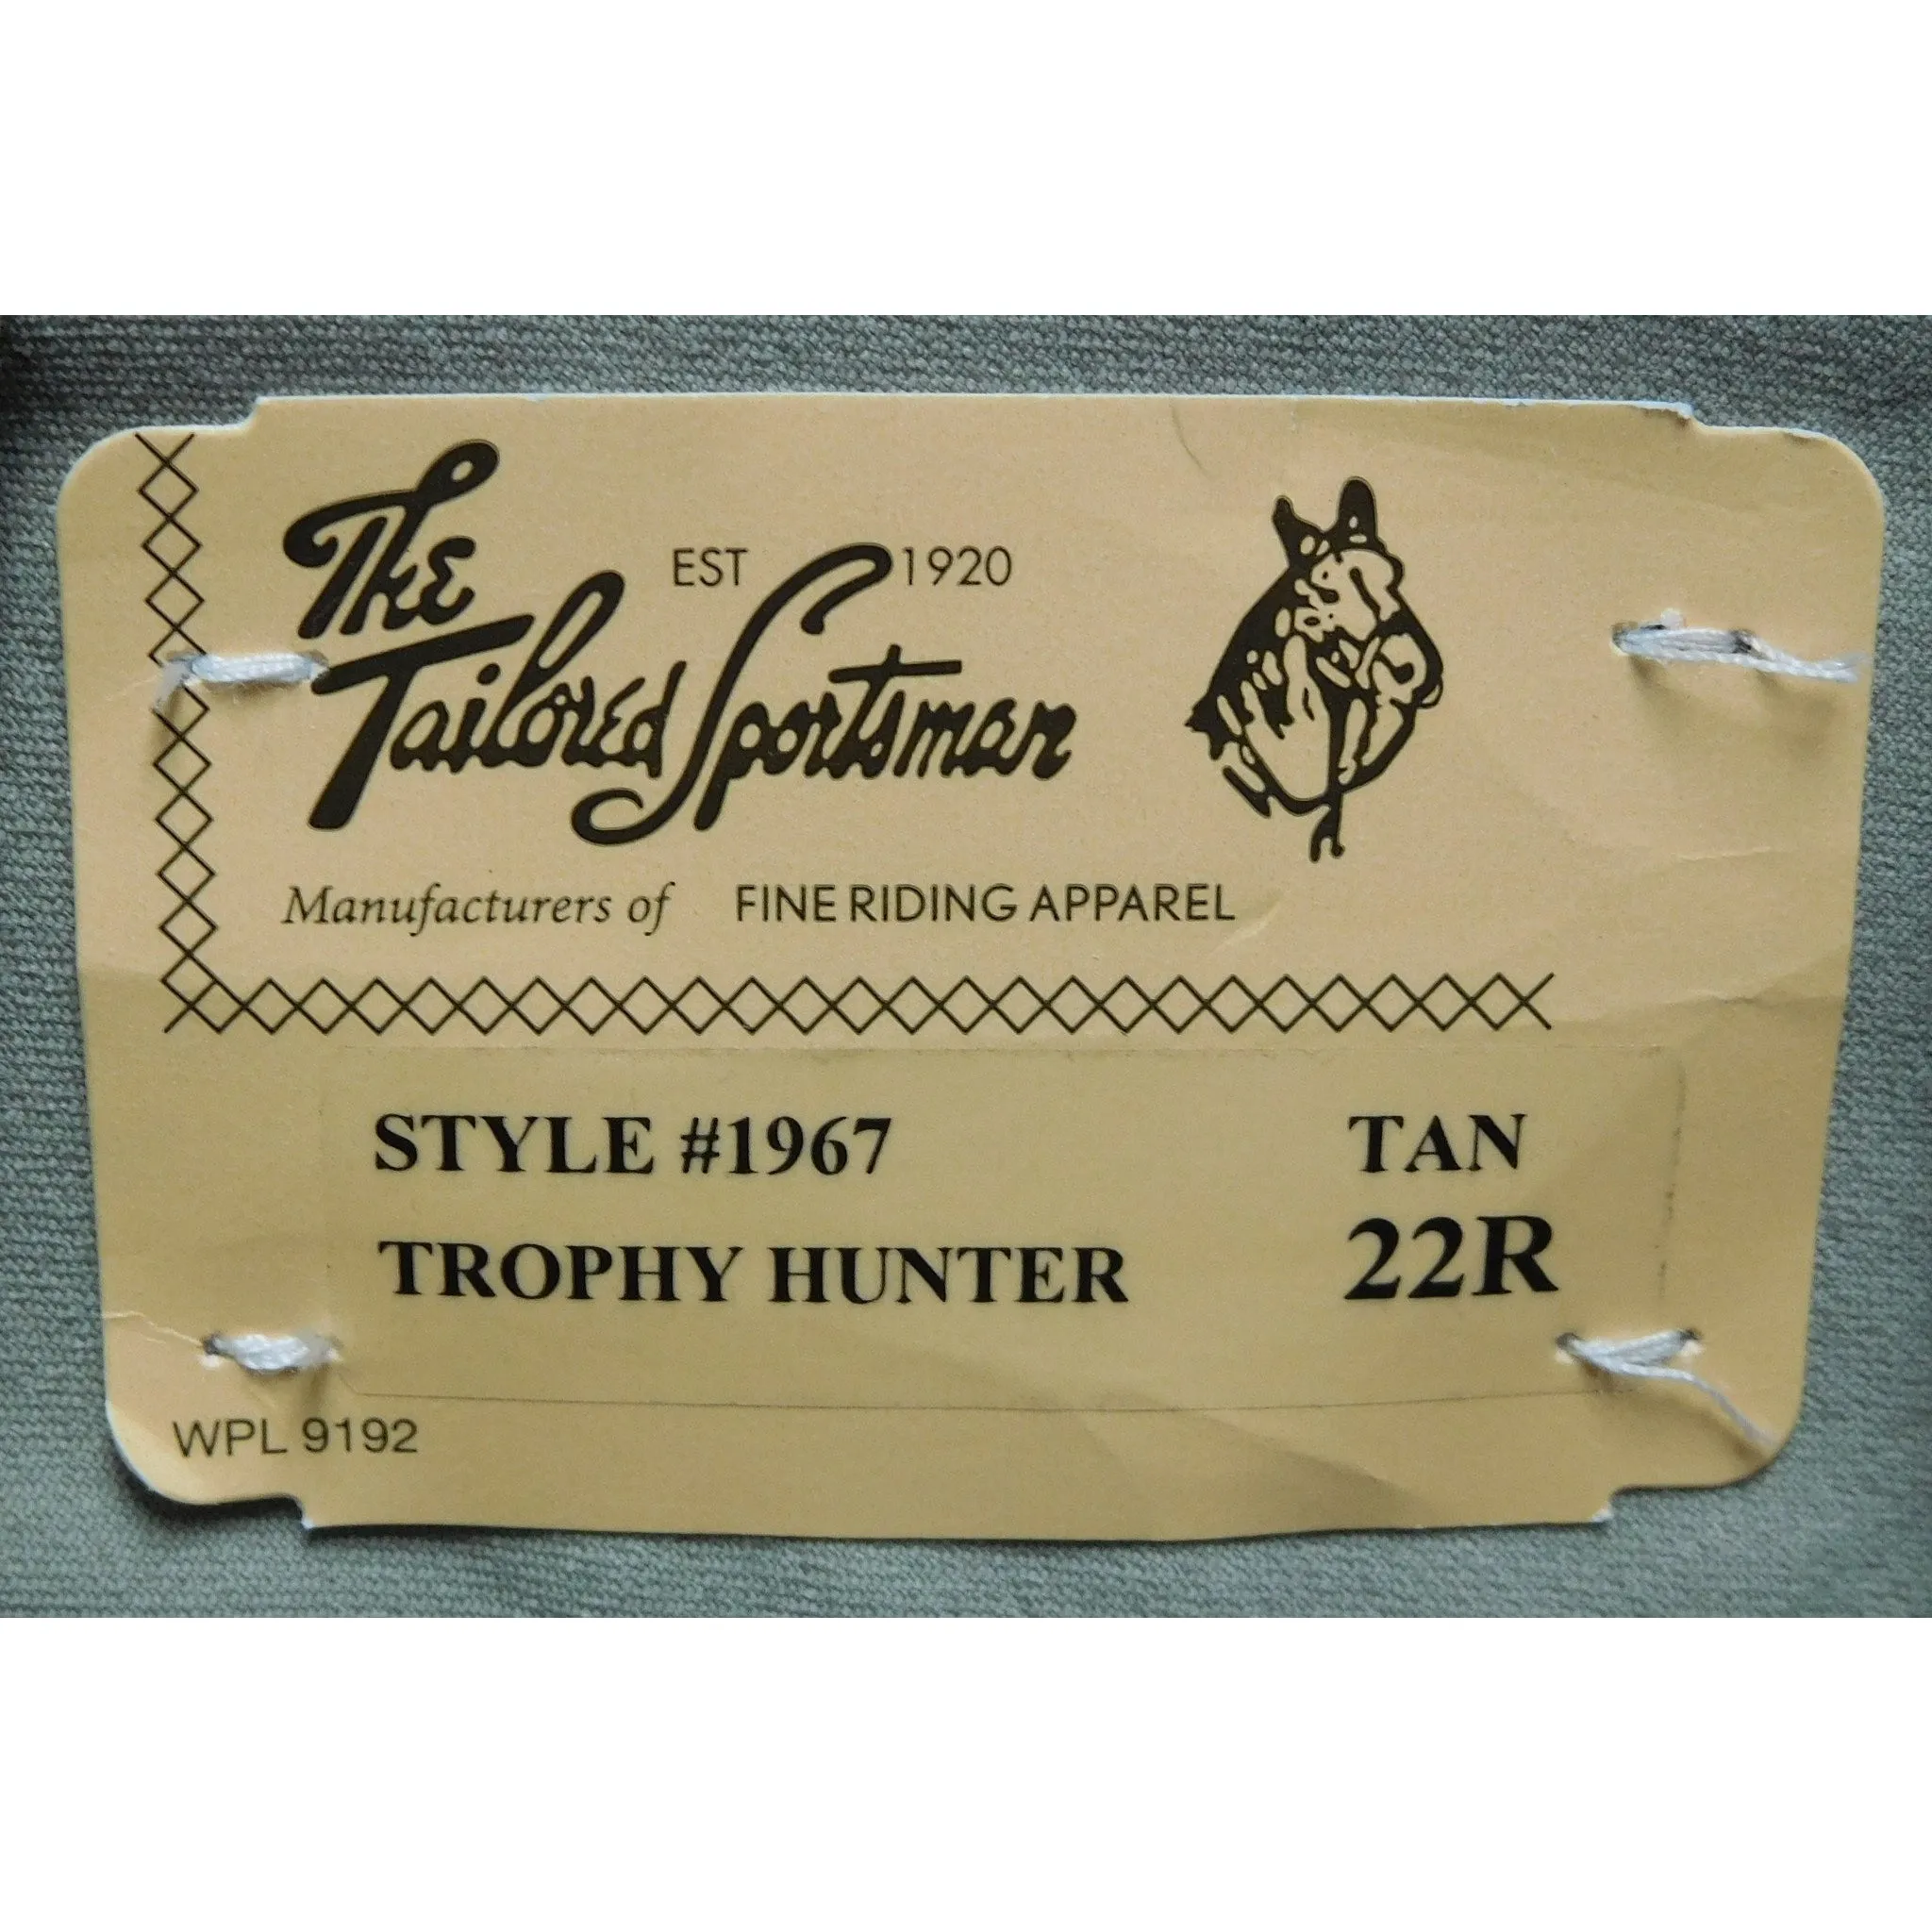 The
EST 1920
Tailored Sportsman
Manufacturers of FINE RIDING APPAREL
STYLE #1967 TAN
TROPHY HUNTER 22R
WPL 9192